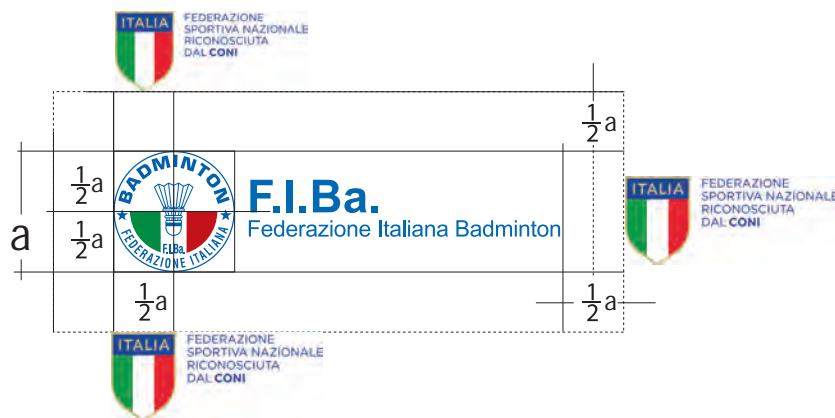 ITALIA
FEDERAZIONE
SPORTIVA NAZIONALE
RICONOSCIUTA
DAL CONI
1/2 a
1/2 a
BADMINTON
F.I.Ba.
FEDERAZIONE ITALIANA
F.I.Ba.
Federazione Italiana Badminton
a
1/2 a
ITALIA
FEDERAZIONE
SPORTIVA NAZIONALE
RICONOSCIUTA
DAL CONI
1/2 a
1/2 a
ITALIA
FEDERAZIONE
SPORTIVA NAZIONALE
RICONOSCIUTA
DAL CONI